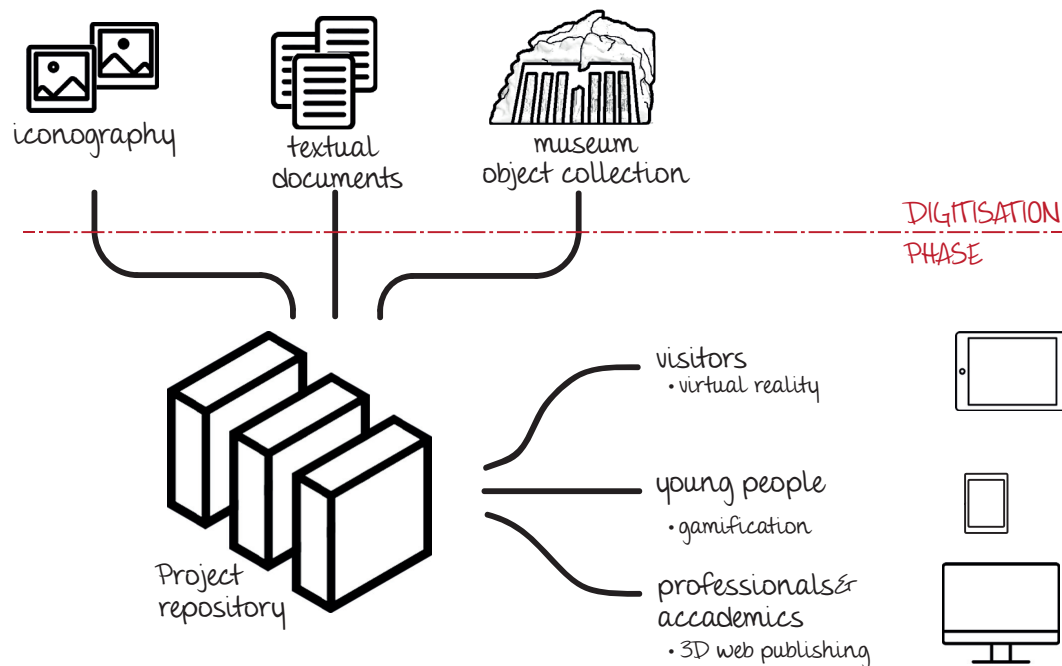 iconography
textual
documents
museum
object collection
DIGITISATION
PHASE
visitors
• virtual reality
young people
• gamification
Project
repository
professionals&
accademics
• 3D web publishing